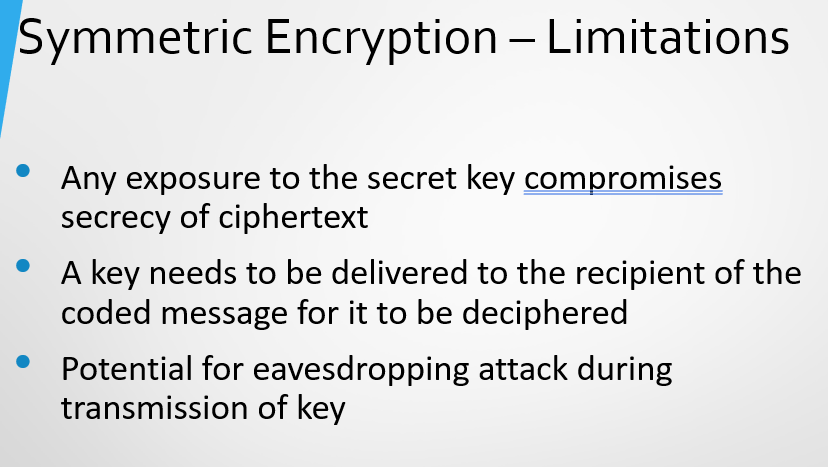 Symmetric Encryption – Limitations
• Any exposure to the secret key compromises
secrecy of ciphertext
• A key needs to be delivered to the recipient of the
coded message for it to be deciphered
• Potential for eavesdropping attack during
transmission of key